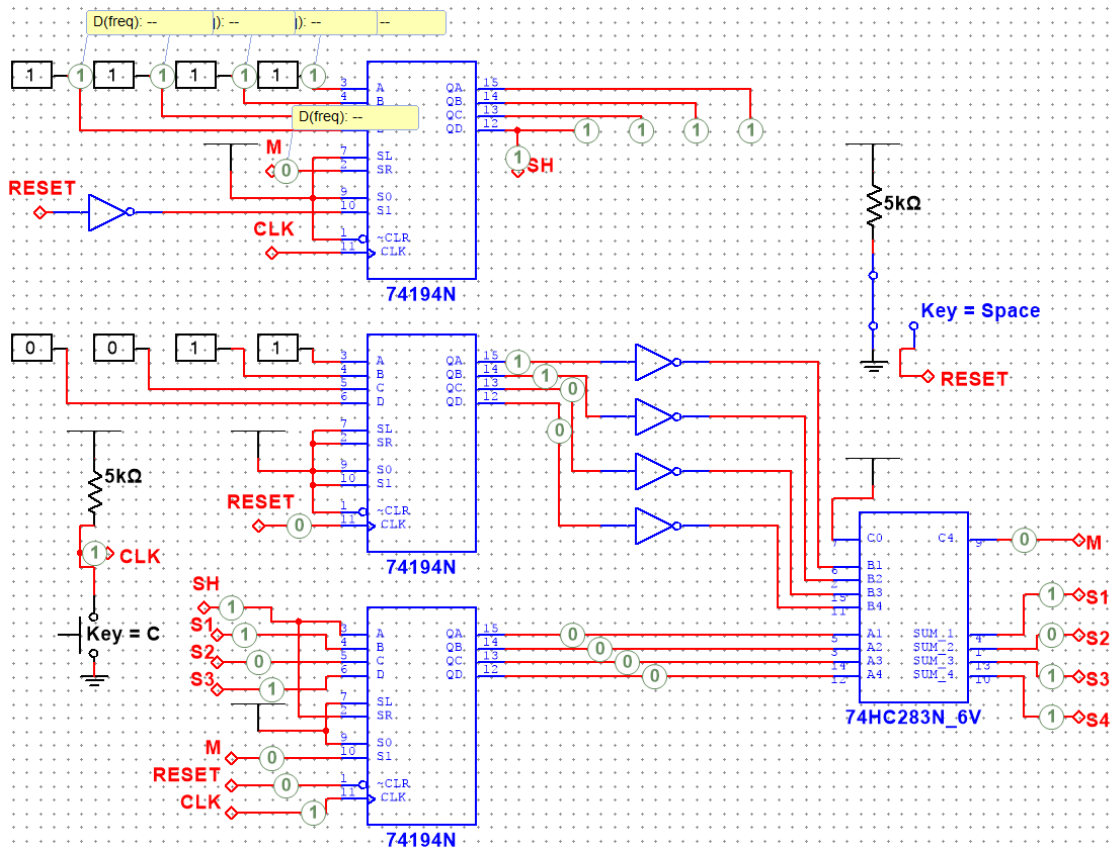 D(freq): -- ): -- ): -- --
1 1 1 1 1 1 1 1
3 A QA 15
4 B QB 14
QC 13
QD 12
D(freq): --
1 1 1 1
M 0
7 SL
2 SR
1 SH
RESET
9 S0
10 S1
CLK
1 ~CLR
11 CLK
74194N
5kΩ
Key = Space
RESET
0 0 1 1
3 A QA 15 1
4 B QB 14 1
5 C QC 13 0
6 D QD 12 0
7 SL
2 SR
9 S0
10 S1
5kΩ
RESET 0
1 ~CLR
11 CLK
74194N
1 CLK
Key = C
SH 1
S1 1
S2 0
S3 1
3 A QA 15 0
4 B QB 14 0
5 C QC 13 0
6 D QD 12 0
7 SL
2 SR
9 S0
M 0
10 S1
RESET 0
1 ~CLR
CLK 1
11 CLK
74194N
7 C0 C4 9 0 M
6 B1
2 B2
15 B3
11 B4
5 A1 SUM_1 4 1 S1
3 A2 SUM_2 1 0 S2
14 A3 SUM_3 13 1 S3
12 A4 SUM_4 10 1 S4
74HC283N_6V